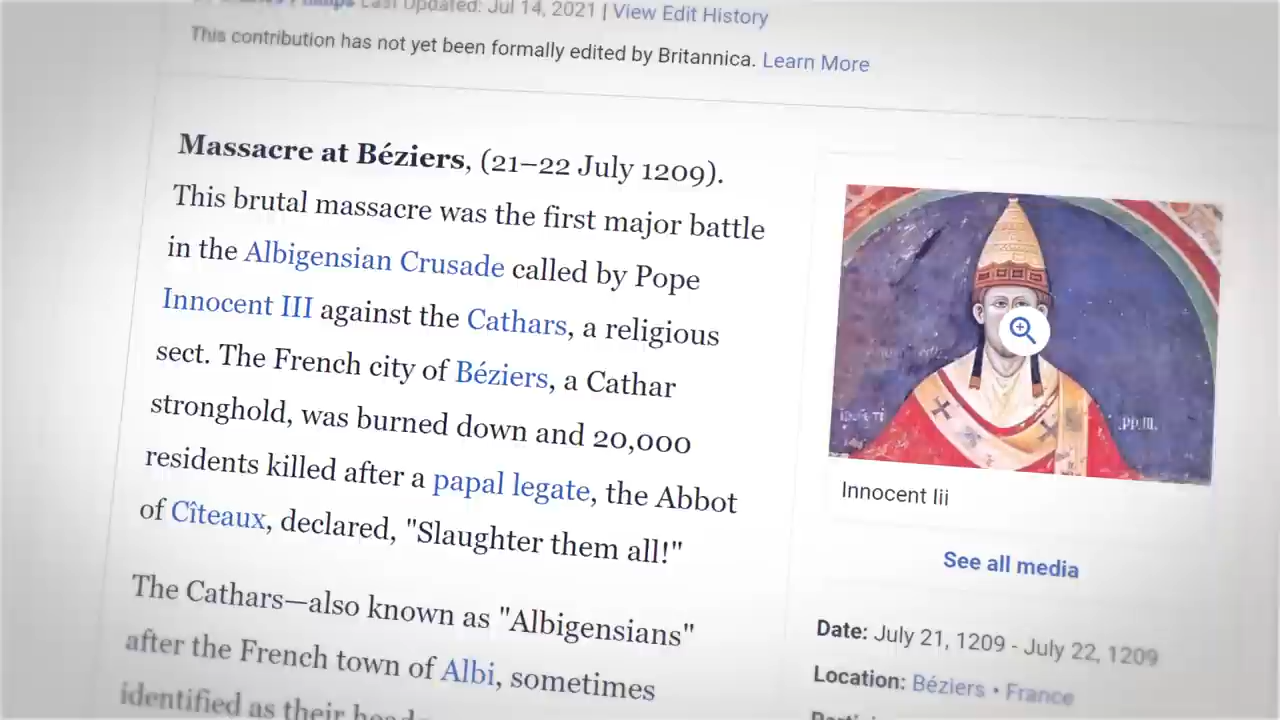 Last Updated: Jul 14, 2021 | View Edit History
This contribution has not yet been formally edited by Britannica. Learn More
Massacre at Béziers, (21–22 July 1209).
This brutal massacre was the first major battle
in the Albigensian Crusade called by Pope
Innocent III against the Cathars, a religious
sect. The French city of Béziers, a Cathar
stronghold, was burned down and 20,000
residents killed after a papal legate, the Abbot
of Cîteaux, declared, "Slaughter them all!"
The Cathars—also known as "Albigensians"
after the French town of Albi, sometimes
identified as their
.PP.III.
Innocent Iii
See all media
Date: July 21, 1209 - July 22, 1209
Location: Béziers • France